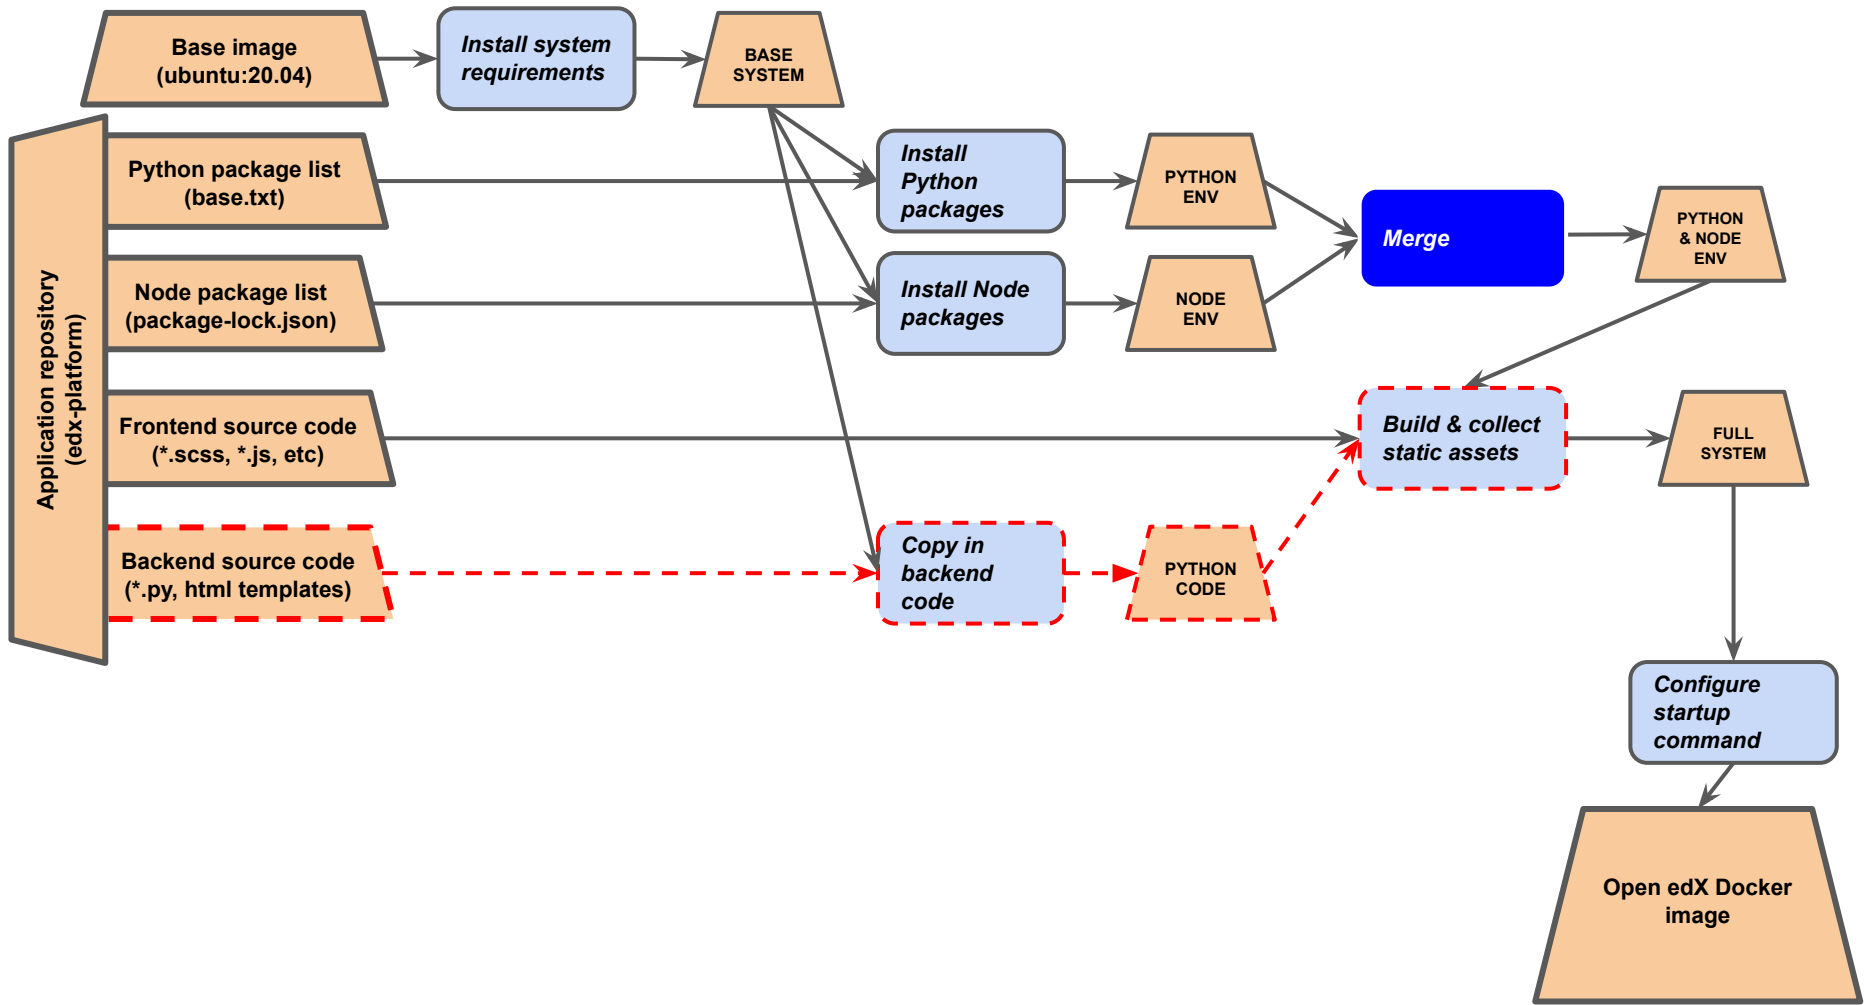 Base image
(ubuntu:20.04)
Install system
requirements
BASE
SYSTEM
Application repository
(edx-platform)
Python package list
(base.txt)
Install
Python
packages
PYTHON
ENV
Merge
PYTHON
& NODE
ENV
Node package list
(package-lock.json)
Install Node
packages
NODE
ENV
Frontend source code
(*.scss, *.js, etc)
Build & collect
static assets
FULL
SYSTEM
Backend source code
(*.py, html templates)
Copy in
backend
code
PYTHON
CODE
Configure
startup
command
Open edX Docker
image